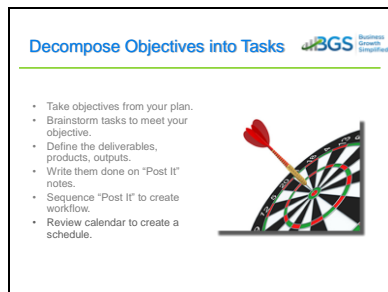 Decompose Objectives into Tasks
BGS
Business
Growth
Simplified
• Take objectives from your plan.
• Brainstorm tasks to meet your
objective.
• Define the deliverables,
products, outputs.
• Write them done on “Post It”
notes.
• Sequence “Post It” to create
workflow.
• Review calendar to create a
schedule.